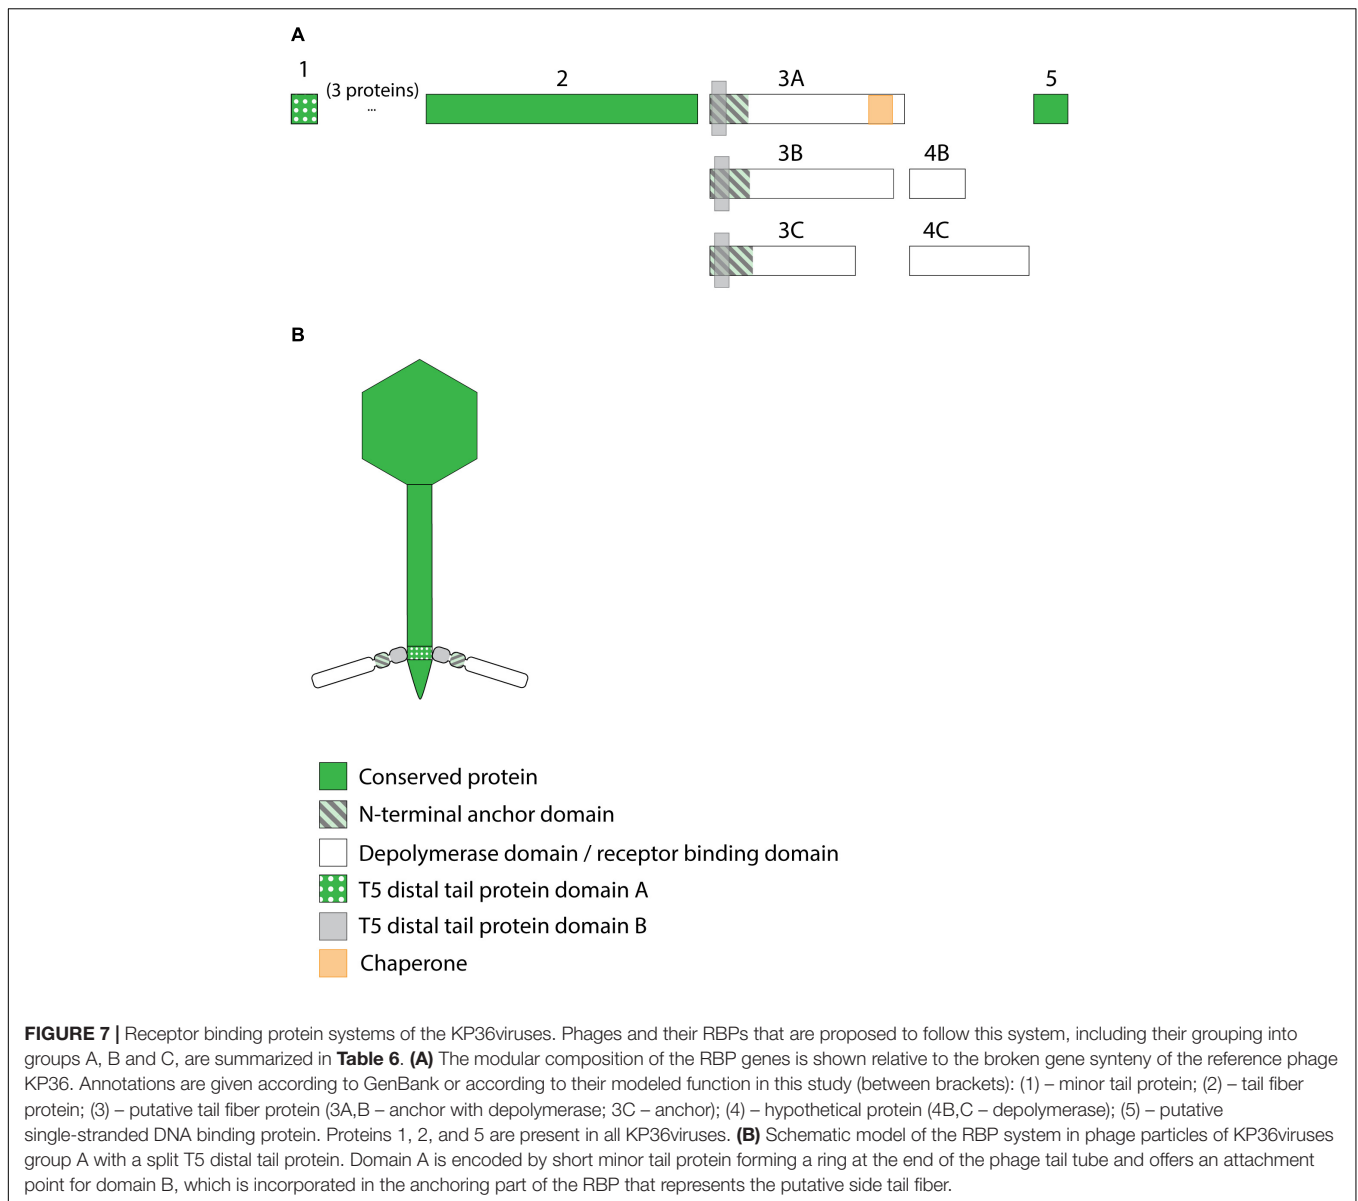 A
1
(3 proteins)
...
2
3A
5
3B
4B
3C
4C
B
Conserved protein
N-terminal anchor domain
Depolymerase domain / receptor binding domain
T5 distal tail protein domain A
T5 distal tail protein domain B
Chaperone
FIGURE 7 | Receptor binding protein systems of the KP36viruses. Phages and their RBPs that are proposed to follow this system, including their grouping into
groups A, B and C, are summarized in Table 6. (A) The modular composition of the RBP genes is shown relative to the broken gene synteny of the reference phage
KP36. Annotations are given according to GenBank or according to their modeled function in this study (between brackets): (1) – minor tail protein; (2) – tail fiber
protein; (3) – putative tail fiber protein (3A,B – anchor with depolymerase; 3C – anchor); (4) – hypothetical protein (4B,C – depolymerase); (5) – putative
single-stranded DNA binding protein. Proteins 1, 2, and 5 are present in all KP36viruses. (B) Schematic model of the RBP system in phage particles of KP36viruses
group A with a split T5 distal tail protein. Domain A is encoded by short minor tail protein forming a ring at the end of the phage tail tube and offers an attachment
point for domain B, which is incorporated in the anchoring part of the RBP that represents the putative side tail fiber.